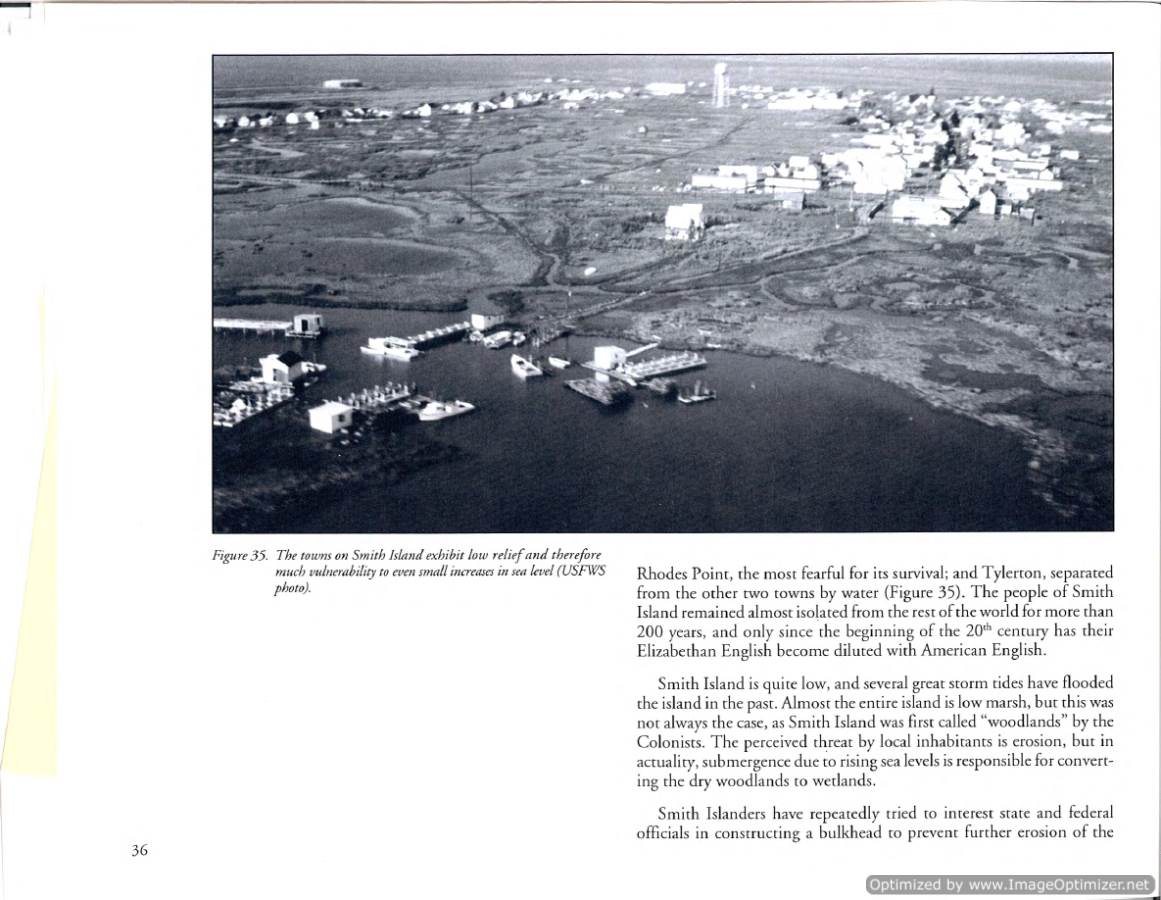 Figure 35. The towns on Smith Island exhibit low relief and therefore
much vulnerability to even small increases in sea level (USFWS
photo).
Rhodes Point, the most fearful for its survival; and Tylerton, separated
from the other two towns by water (Figure 35). The people of Smith
Island remained almost isolated from the rest of the world for more than
200 years, and only since the beginning of the 20th century has their
Elizabethan English become diluted with American English.
Smith Island is quite low, and several great storm tides have flooded
the island in the past. Almost the entire island is low marsh, but this was
not always the case, as Smith Island was first called “woodlands” by the
Colonists. The perceived threat by local inhabitants is erosion, but in
actuality, submergence due to rising sea levels is responsible for convert-
ing the dry woodlands to wetlands.
Smith Islanders have repeatedly tried to interest state and federal
officials in constructing a bulkhead to prevent further erosion of the
36
Optimized by www.ImageOptimizer.net